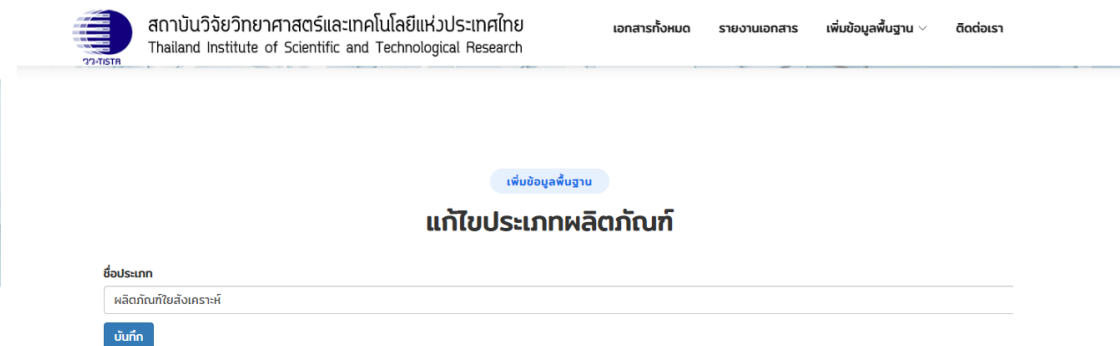 สถาบันวิจัยวิทยาศาสตร์และเทคโนโลยีแห่งประเทศไทย
Thailand Institute of Scientific and Technological Research
วว-TISTR
เอกสารทั้งหมด รายงานเอกสาร เพิ่มข้อมูลพื้นฐาน ติดต่อเรา
เพิ่มข้อมูลพื้นฐาน
แก้ไขประเภทผลิตภัณฑ์
ชื่อประเภท
ผลิตภัณฑ์ใยสังเคราะห์
บันทึก